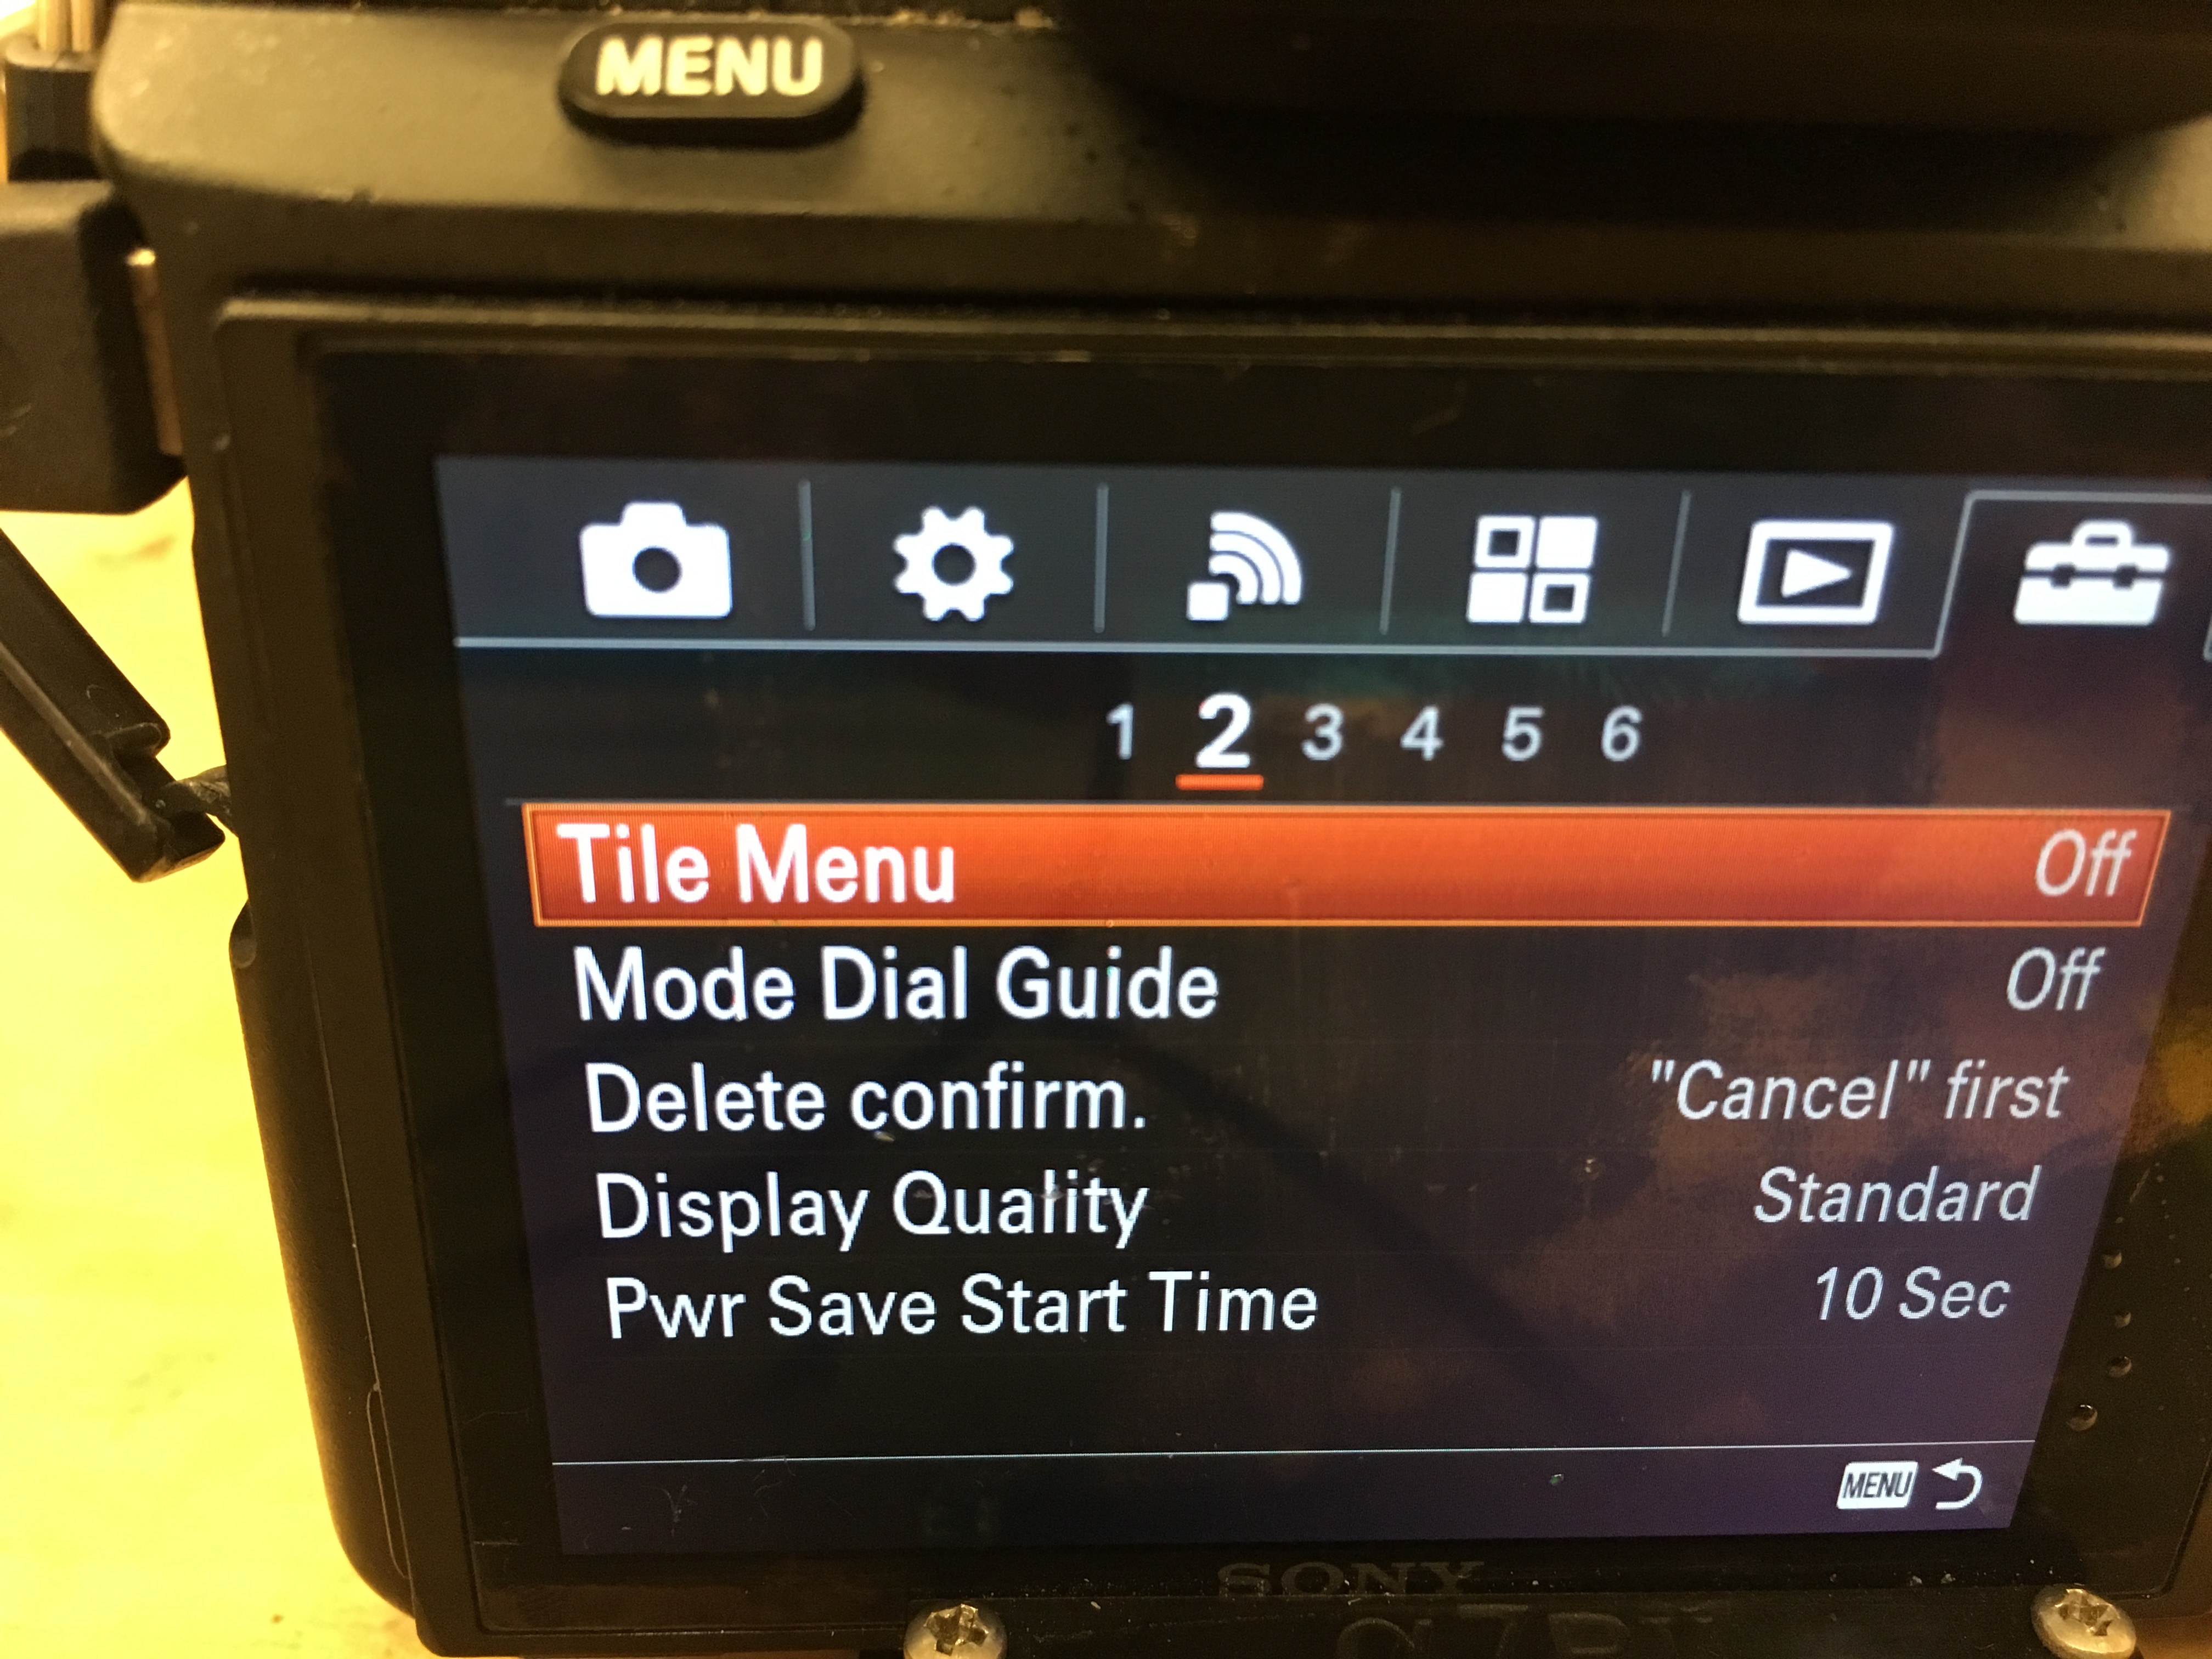 MENU
1 2 3 4 5 6
Tile Menu Off
Mode Dial Guide Off
Delete confirm. "Cancel" first
Display Quality Standard
Pwr Save Start Time 10 Sec
MENU
SONY